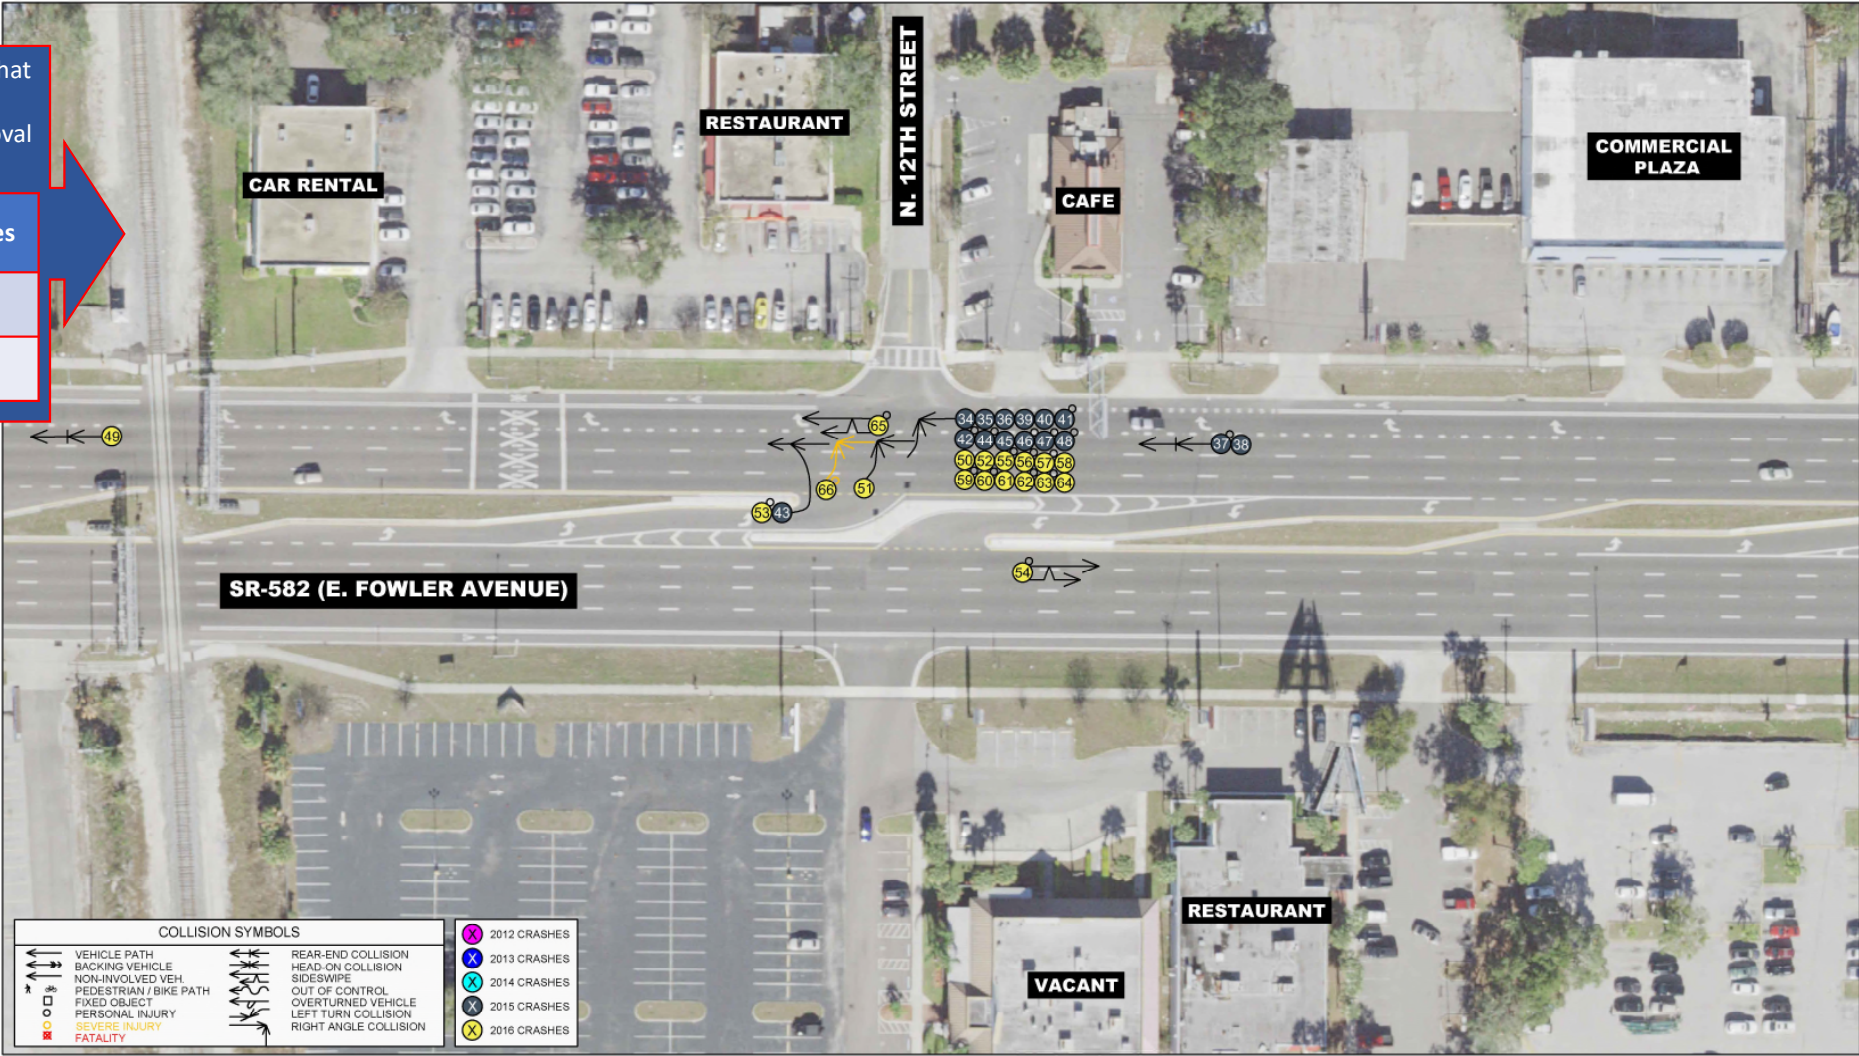 hat
oval
es
CAR RENTAL
RESTAURANT
N. 12TH STREET
CAFE
COMMERCIAL
PLAZA
49
65
34 35 36 39 40 41
42 44 45 46 47 48
50 52 55 56 57 58
59 60 61 62 63 64
37 38
66
51
53 43
54
SR-582 (E. FOWLER AVENUE)
RESTAURANT
VACANT
COLLISION SYMBOLS
VEHICLE PATH
BACKING VEHICLE
NON-INVOLVED VEH.
PEDESTRIAN / BIKE PATH
FIXED OBJECT
PERSONAL INJURY
SEVERE INJURY
FATALITY
REAR-END COLLISION
HEAD-ON COLLISION
SIDESWIPE
OUT OF CONTROL
OVERTURNED VEHICLE
LEFT TURN COLLISION
RIGHT ANGLE COLLISION
X 2012 CRASHES
X 2013 CRASHES
X 2014 CRASHES
X 2015 CRASHES
X 2016 CRASHES